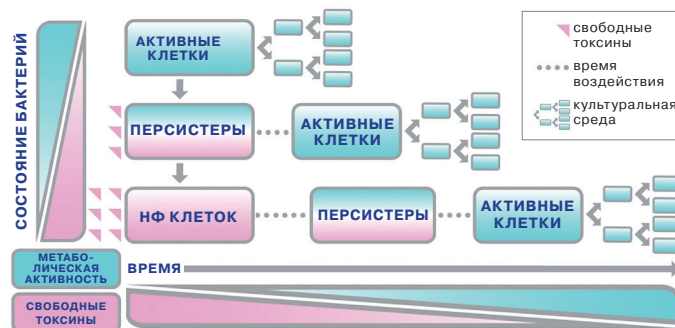 СОСТОЯНИЕ БАКТЕРИЙ
АКТИВНЫЕ
КЛЕТКИ
свободные
токсины
время
воздействия
культуральная
среда
ПЕРСИСТЕРЫ
АКТИВНЫЕ
КЛЕТКИ
НФ КЛЕТОК
ПЕРСИСТЕРЫ
АКТИВНЫЕ
КЛЕТКИ
МЕТАБО-
ЛИЧЕСКАЯ
АКТИВНОСТЬ
ВРЕМЯ
СВОБОДНЫЕ
ТОКСИНЫ